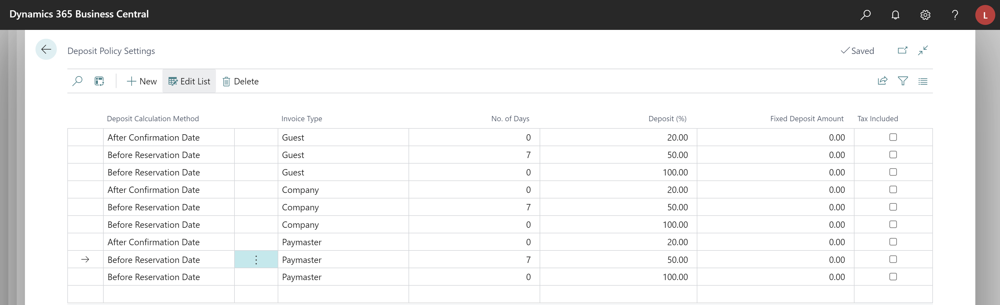 Dynamics 365 Business Central
L
Deposit Policy Settings
Saved
New Edit List Delete
Deposit Calculation Method Invoice Type No. of Days Deposit (%) Fixed Deposit Amount Tax Included
After Confirmation Date Guest 0 20.00 0.00
Before Reservation Date Guest 7 50.00 0.00
Before Reservation Date Guest 0 100.00 0.00
After Confirmation Date Company 0 20.00 0.00
Before Reservation Date Company 7 50.00 0.00
Before Reservation Date Company 0 100.00 0.00
After Confirmation Date Paymaster 0 20.00 0.00
Before Reservation Date Paymaster 7 50.00 0.00
Before Reservation Date Paymaster 0 100.00 0.00